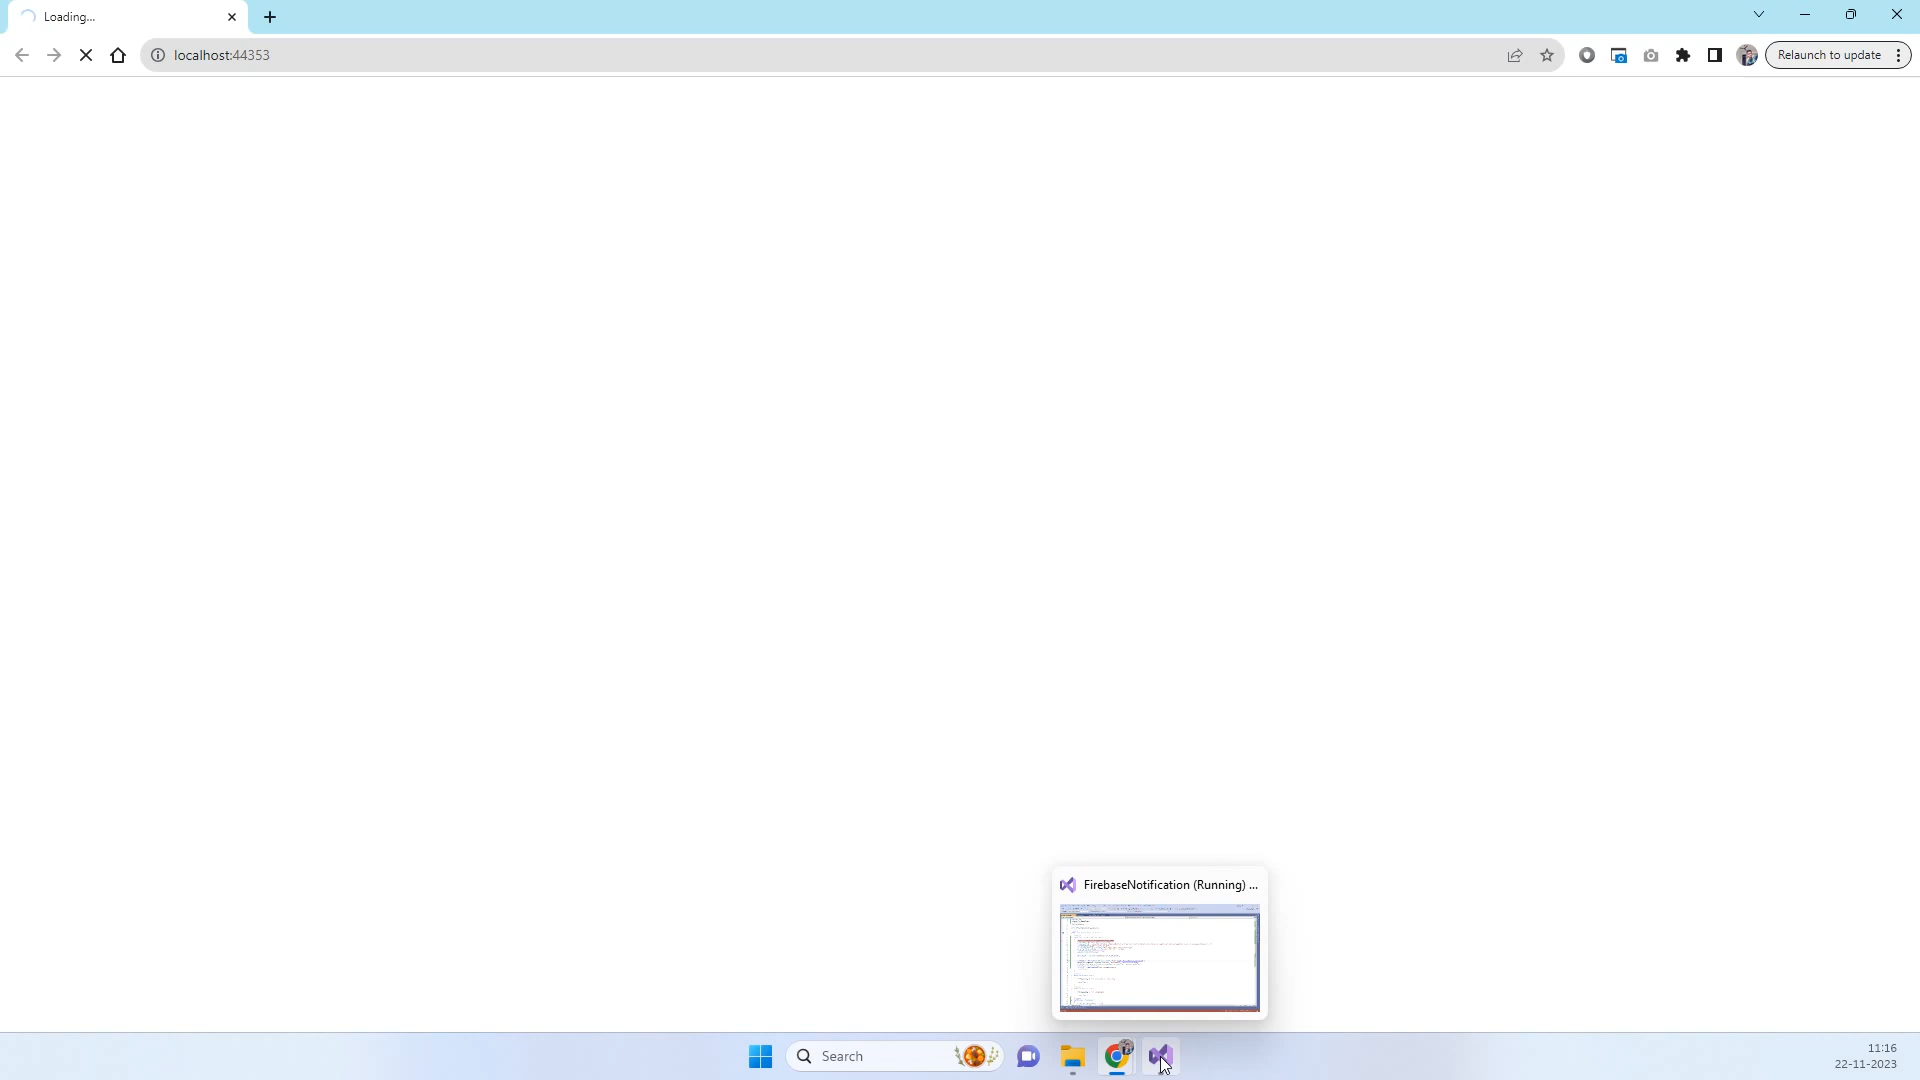 Loading...
localhost:44353
Relaunch to update
FirebaseNotification (Running) ...
Search
11:16
22-11-2023